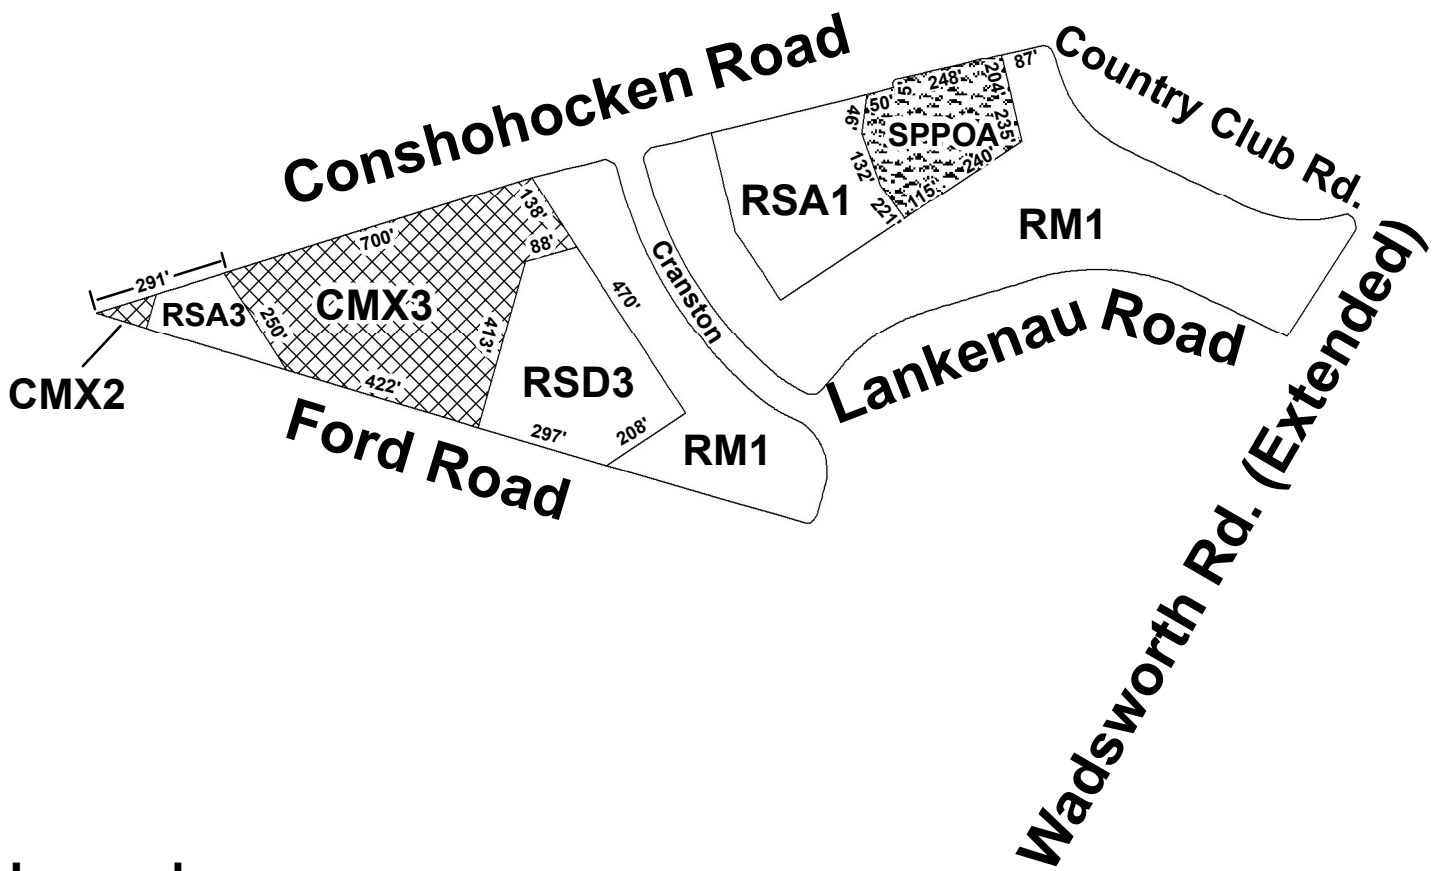 Conshohocken Road
Country Club Rd.
87'
248'
204'
5'
50'
46'
SPPOA
235'
240'
132'
115'
221'
RSA1
RM1
138'
88'
700'
291'
RSA3
250'
CMX3
413'
470'
Cranston
CMX2
422'
RSD3
297'
208'
RM1
Ford Road
Lankenau Road
Wadsworth Rd. (Extended)